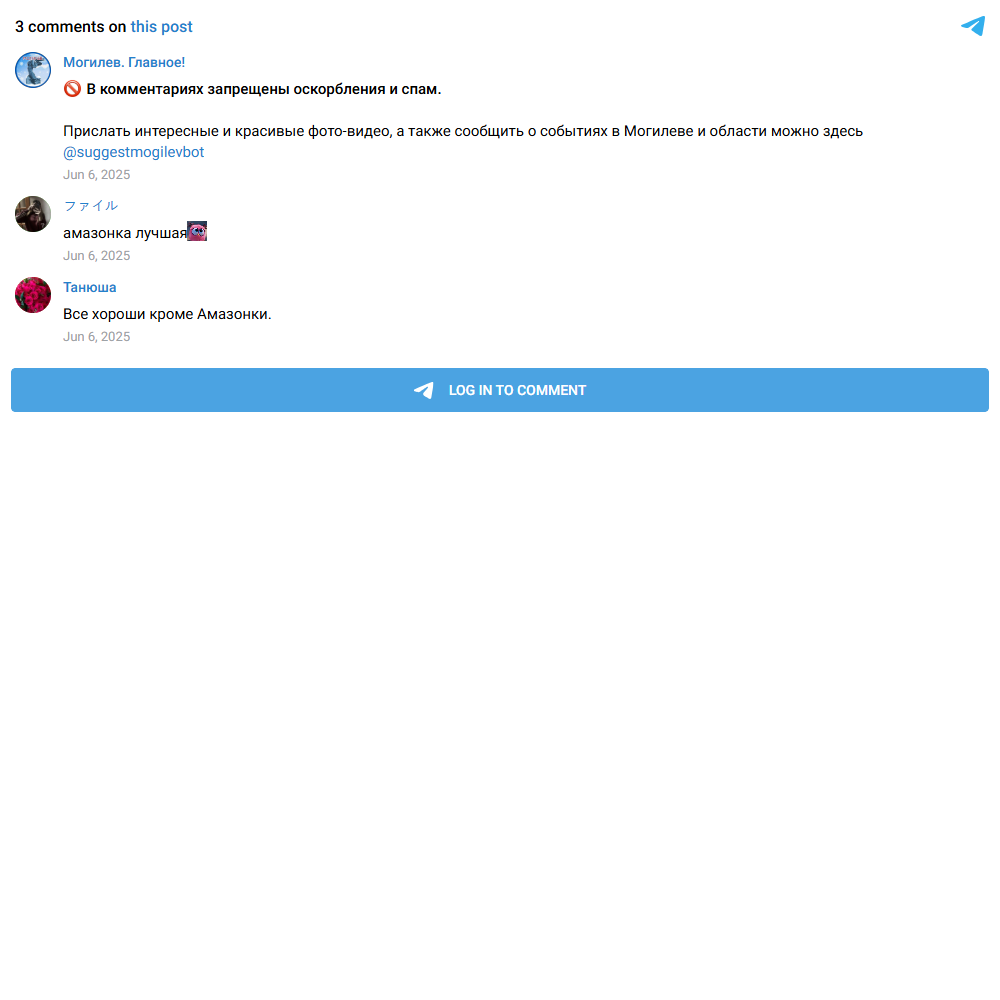 3 comments on this post
Могилев. Главное!
🚫 В комментариях запрещены оскорбления и спам.
Прислать интересные и красивые фото-видео, а также сообщить о событиях в Могилеве и области можно здесь
@suggestmogilevbot
Jun 6, 2025
ファイル
амазонка лучшая
Jun 6, 2025
Танюша
Все хороши кроме Амазонки.
Jun 6, 2025
LOG IN TO COMMENT